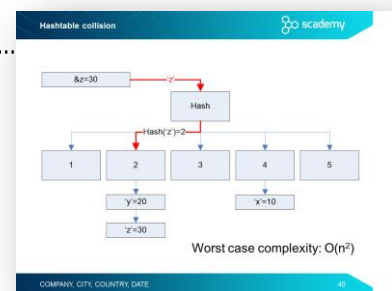 Hashtable collision
scademy
&z=30
'z'
Hash
Hash('z')=2
1
2
3
4
5
'y'=20
'x'=10
'z'=30
Worst case complexity: O(n²)
COMPANY, CITY, COUNTRY, DATE
40